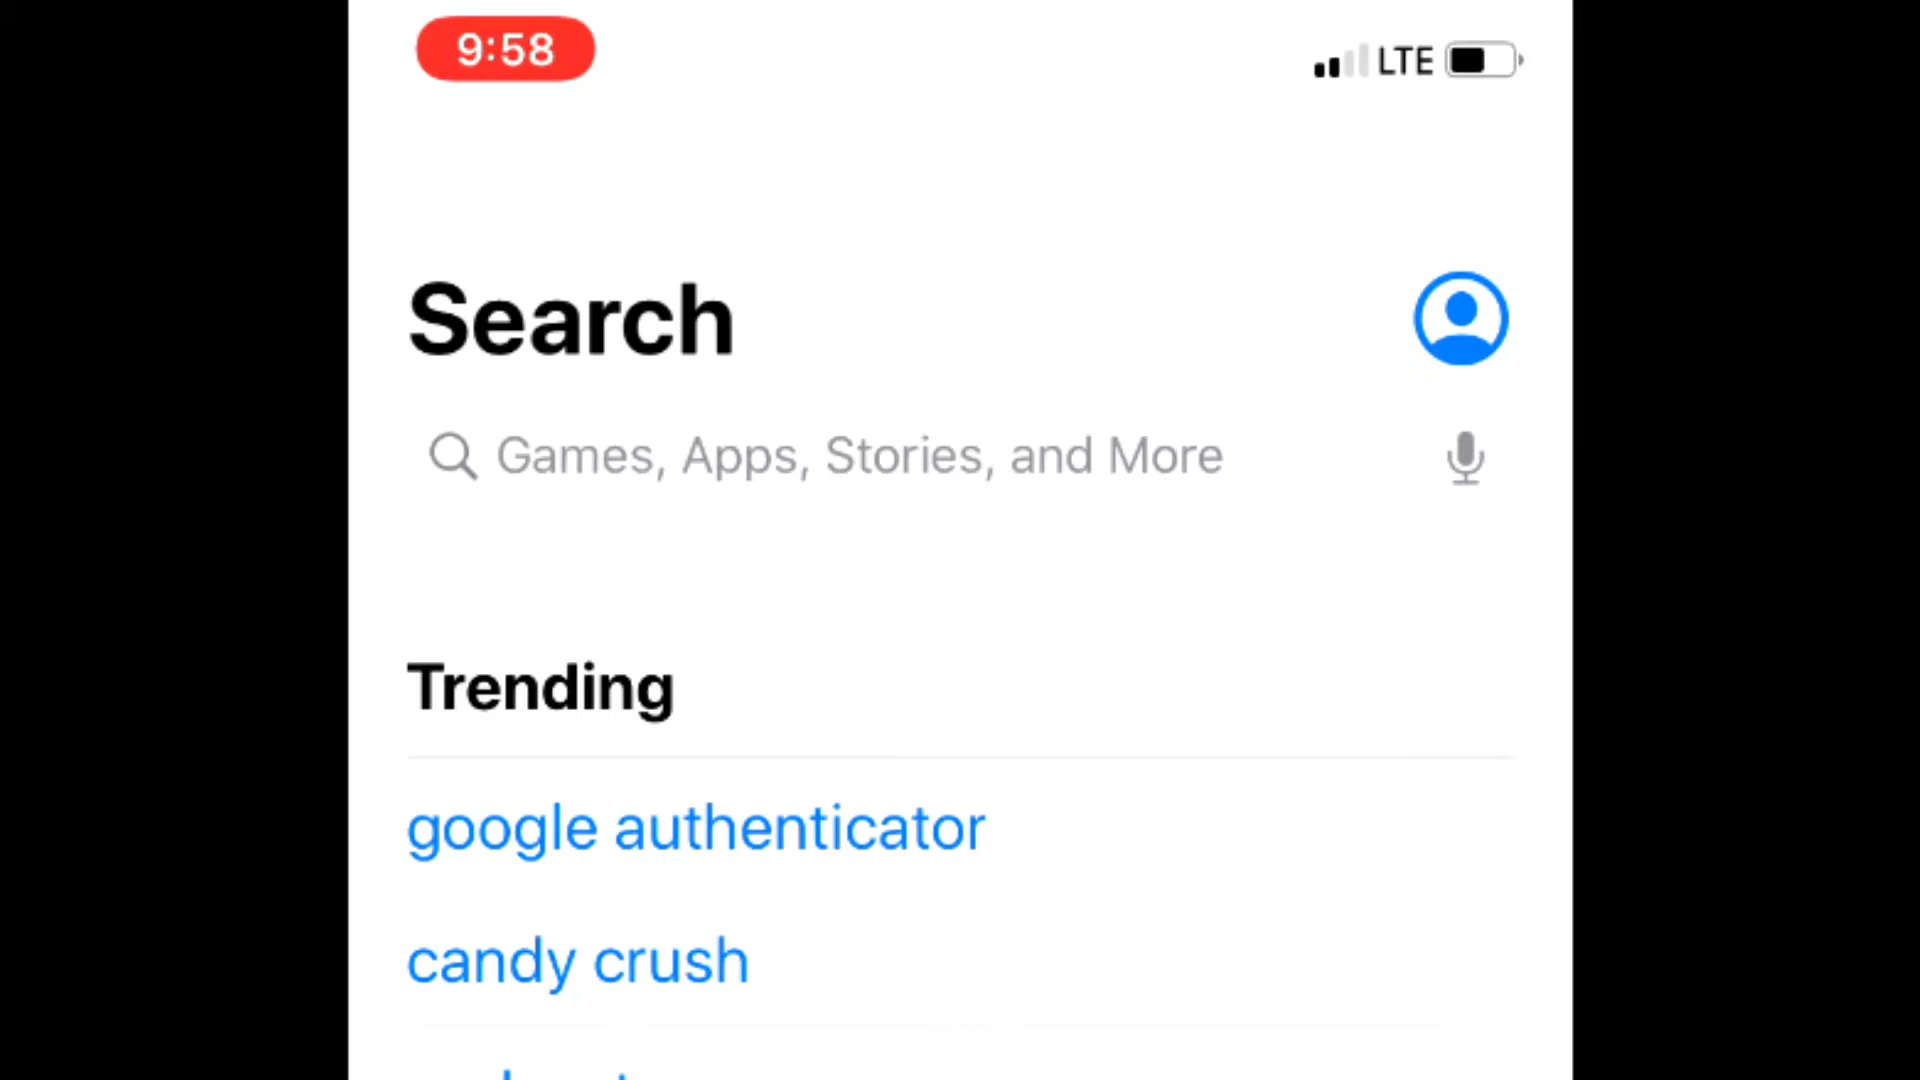 9:58
LTE
Search
Games, Apps, Stories, and More
Trending
google authenticator
candy crush